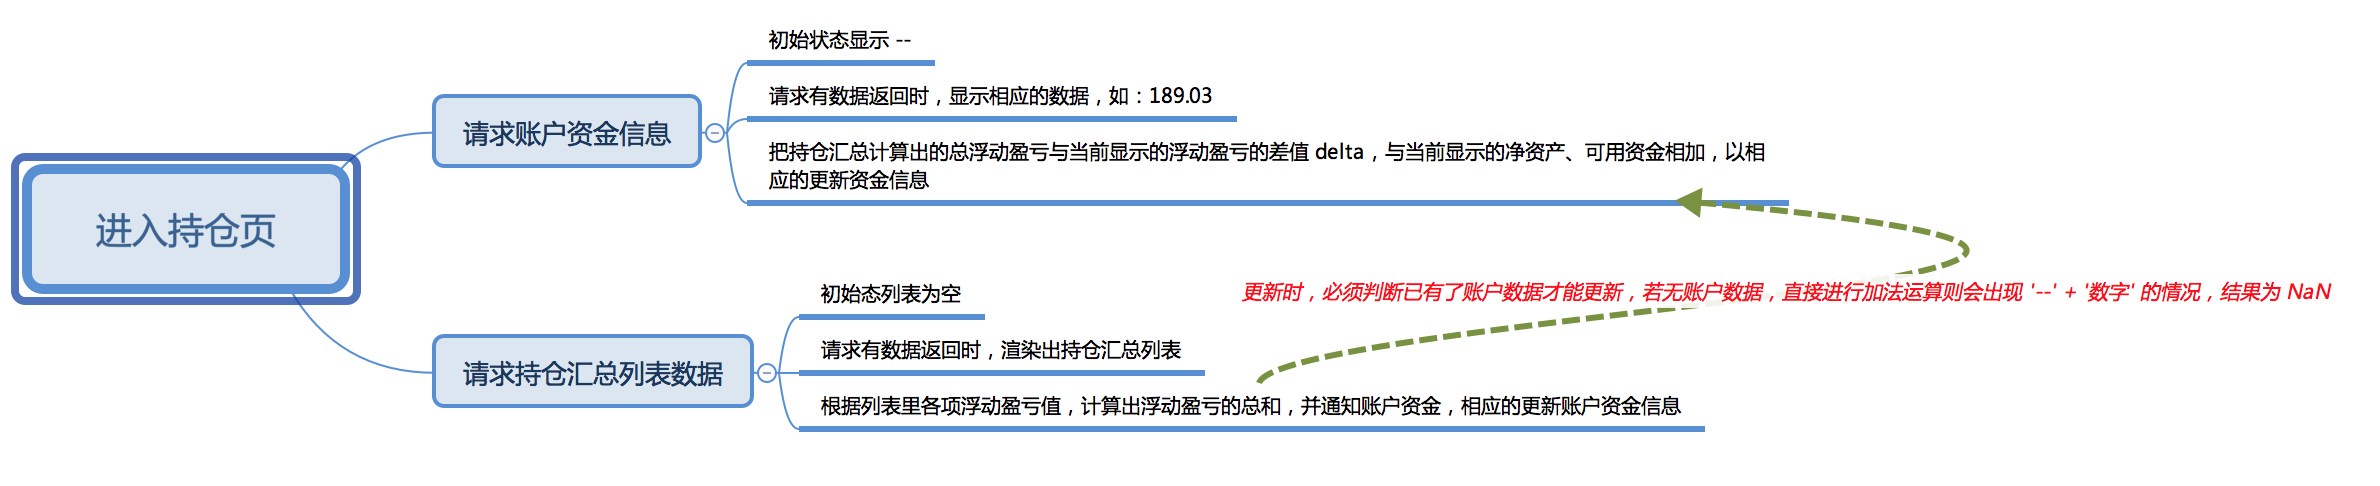 进入持仓页
请求账户资金信息
初始状态显示 --
请求有数据返回时，显示相应的数据，如：189.03
把持仓汇总计算出的总浮动盈亏与当前显示的浮动盈亏的差值 delta，与当前显示的净资产、可用资金相加，以相
应的更新资金信息
更新时，必须判断已有了账户数据才能更新，若无账户数据，直接进行加法运算则会出现 '--' + '数字' 的情况，结果为 NaN
请求持仓汇总列表数据
初始态列表为空
请求有数据返回时，渲染出持仓汇总列表
根据列表里各项浮动盈亏值，计算出浮动盈亏的总和，并通知账户资金，相应的更新账户资金信息